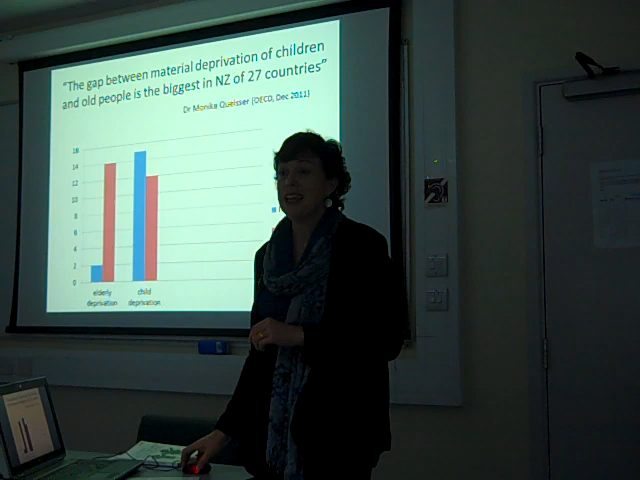 “The gap between material deprivation of children
and old people is the biggest in NZ of 27 countries”
Dr Monika Queisser (OECD, Dec 2011)
16
14
12
10
8
6
4
2
0
elderly
deprivation
child
deprivation